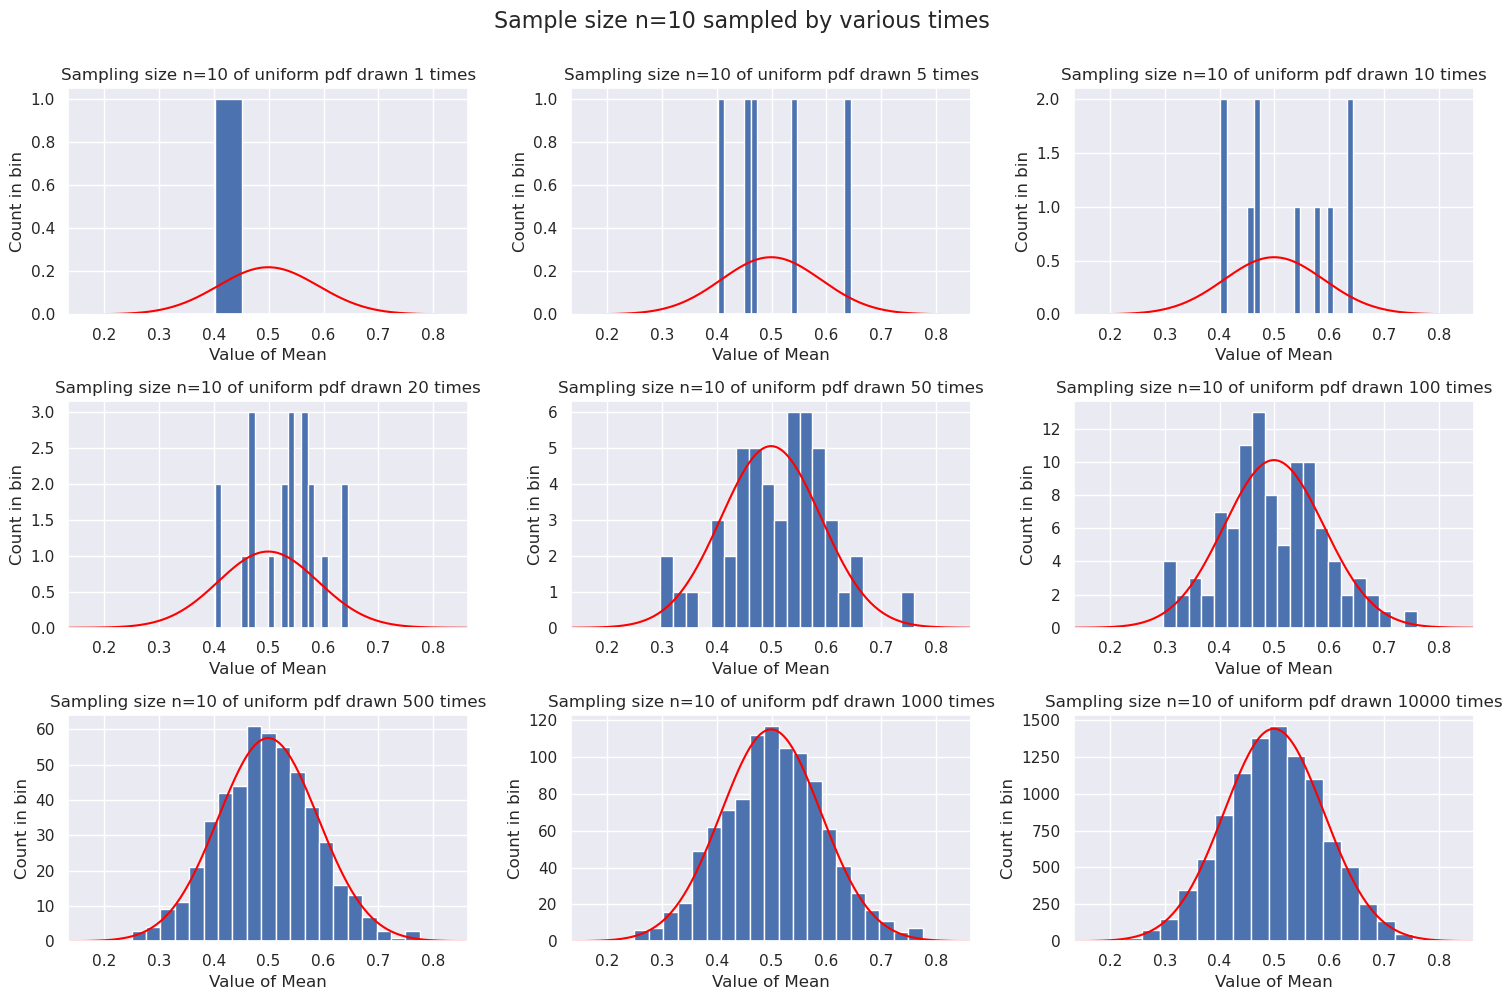 Sample size n=10 sampled by various times
Sampling size n=10 of uniform pdf drawn 1 times
1.0
0.8
0.6
0.4
0.2
0.0
Count in bin
0.2 0.3 0.4 0.5 0.6 0.7 0.8
Value of Mean
Sampling size n=10 of uniform pdf drawn 5 times
1.0
0.8
0.6
0.4
0.2
0.0
Count in bin
0.2 0.3 0.4 0.5 0.6 0.7 0.8
Value of Mean
Sampling size n=10 of uniform pdf drawn 10 times
2.0
1.5
1.0
0.5
0.0
Count in bin
0.2 0.3 0.4 0.5 0.6 0.7 0.8
Value of Mean
Sampling size n=10 of uniform pdf drawn 20 times
3.0
2.5
2.0
1.5
1.0
0.5
0.0
Count in bin
0.2 0.3 0.4 0.5 0.6 0.7 0.8
Value of Mean
Sampling size n=10 of uniform pdf drawn 50 times
6
5
4
3
2
1
0
Count in bin
0.2 0.3 0.4 0.5 0.6 0.7 0.8
Value of Mean
Sampling size n=10 of uniform pdf drawn 100 times
12
10
8
6
4
2
0
Count in bin
0.2 0.3 0.4 0.5 0.6 0.7 0.8
Value of Mean
Sampling size n=10 of uniform pdf drawn 500 times
60
50
40
30
20
10
0
Count in bin
0.2 0.3 0.4 0.5 0.6 0.7 0.8
Value of Mean
Sampling size n=10 of uniform pdf drawn 1000 times
120
100
80
60
40
20
0
Count in bin
0.2 0.3 0.4 0.5 0.6 0.7 0.8
Value of Mean
Sampling size n=10 of uniform pdf drawn 10000 times
1500
1250
1000
750
500
250
0
Count in bin
0.2 0.3 0.4 0.5 0.6 0.7 0.8
Value of Mean